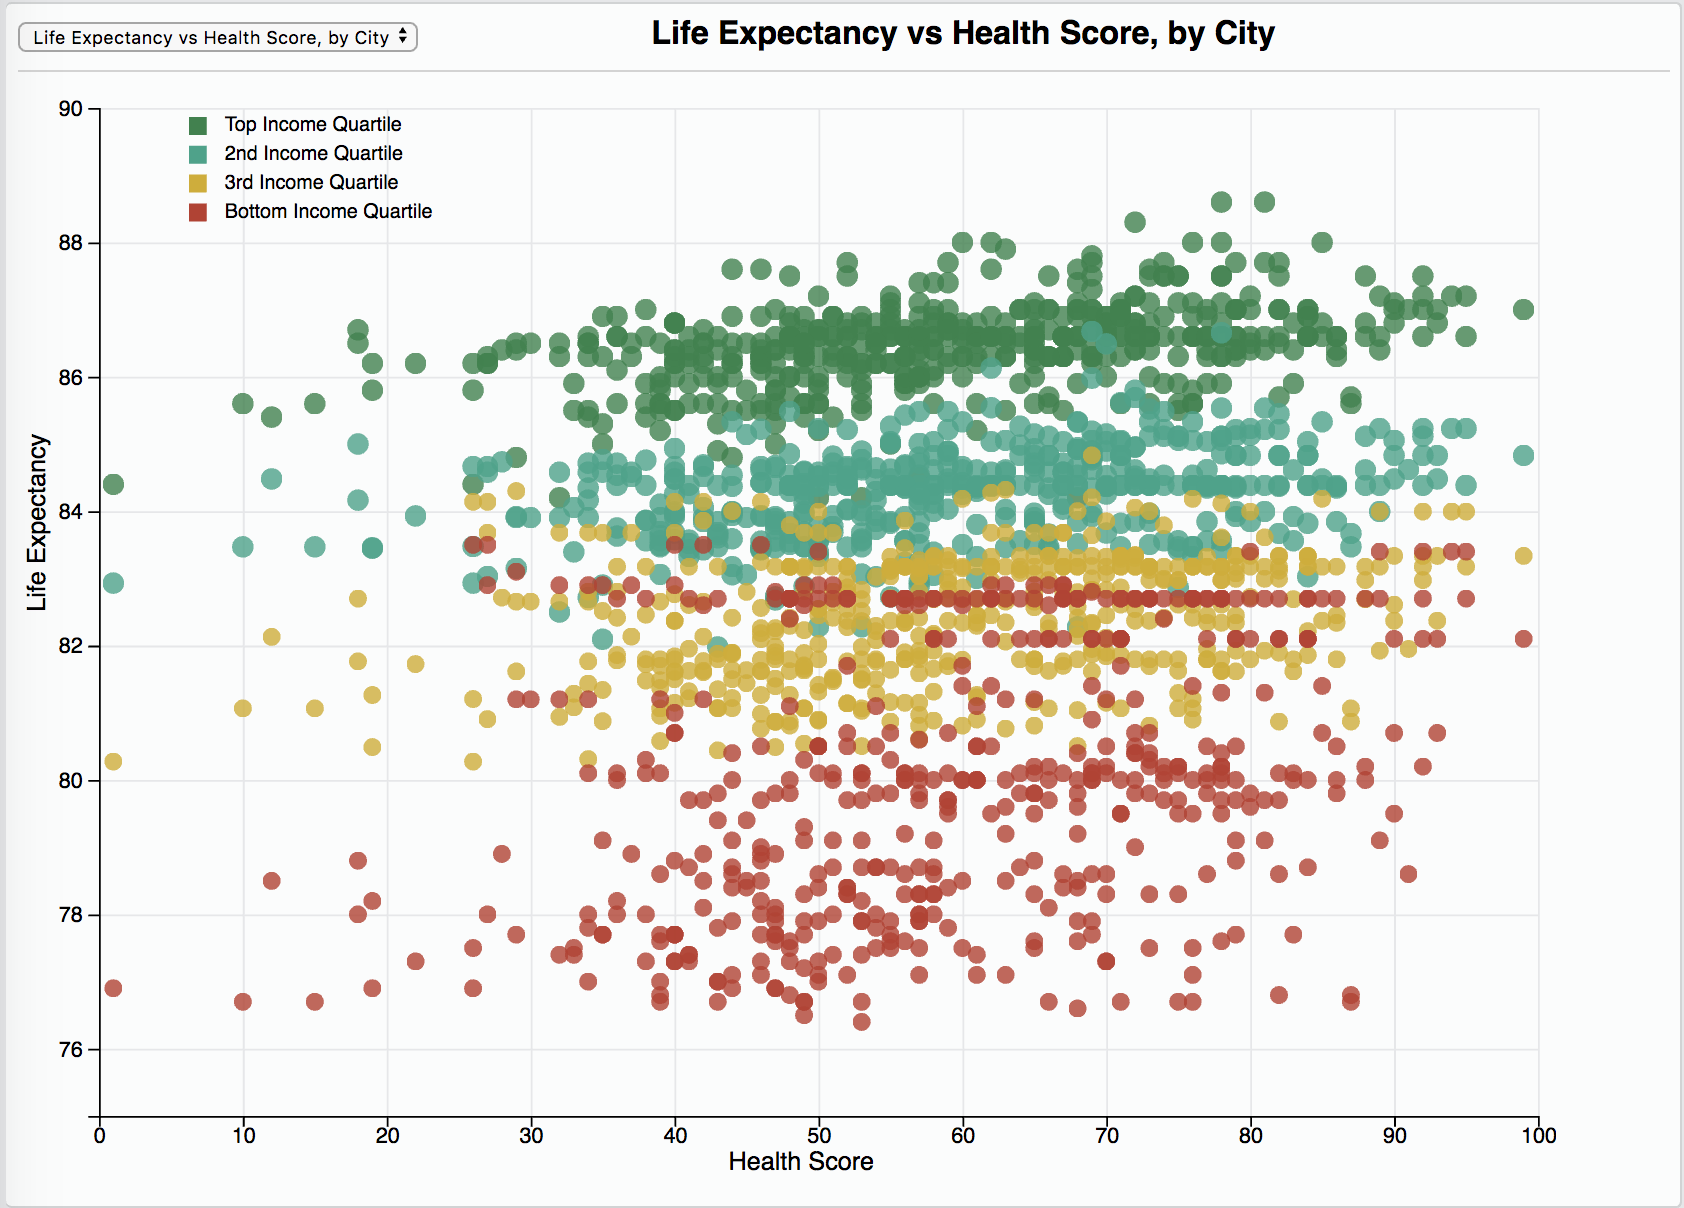 Life Expectancy vs Health Score, by City
Life Expectancy vs Health Score, by City
90
88
86
84
82
80
78
76
Life Expectancy
Top Income Quartile
2nd Income Quartile
3rd Income Quartile
Bottom Income Quartile
0 10 20 30 40 50 60 70 80 90 100
Health Score